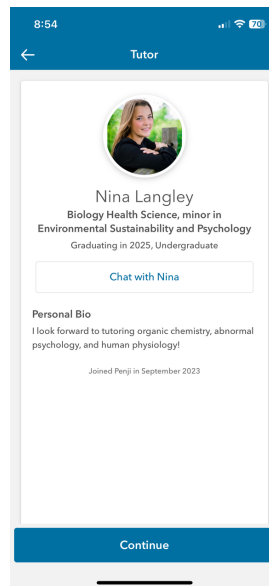 8:54
70
Tutor
Nina Langley
Biology Health Science, minor in
Environmental Sustainability and Psychology
Graduating in 2025, Undergraduate
Chat with Nina
Personal Bio
I look forward to tutoring organic chemistry, abnormal
psychology, and human physiology!
Joined Penji in September 2023
Continue